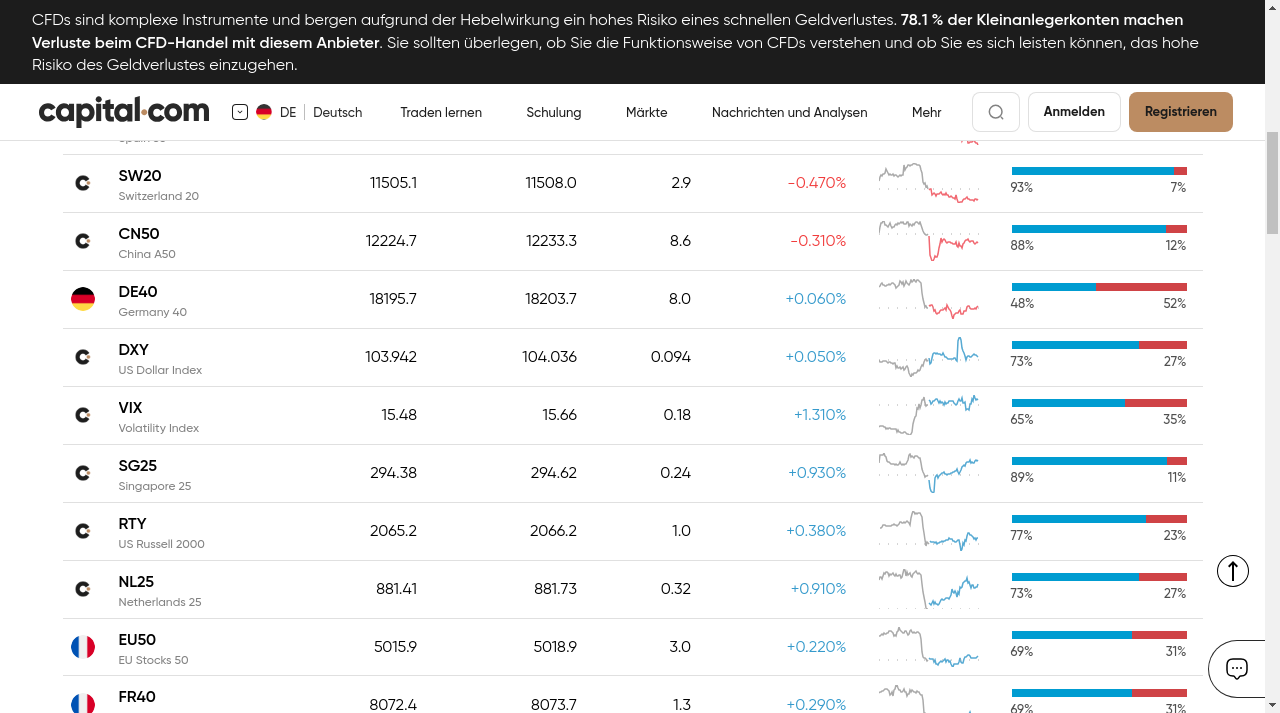 CFDs sind komplexe Instrumente und bergen aufgrund der Hebelwirkung ein hohes Risiko eines schnellen Geldverlustes. 78.1 % der Kleinanlegerkonten machen
Verluste beim CFD-Handel mit diesem Anbieter. Sie sollten überlegen, ob Sie die Funktionsweise von CFDs verstehen und ob Sie es sich leisten können, das hohe
Risiko des Geldverlustes einzugehen.
capital.com DE Deutsch Traden lernen Schulung Märkte Nachrichten und Analysen Mehr Anmelden Registrieren
SW20 11505.1 11508.0 2.9 -0.470% 93% 7%
Switzerland 20
CN50 12224.7 12233.3 8.6 -0.310% 88% 12%
China A50
DE40 18195.7 18203.7 8.0 +0.060% 48% 52%
Germany 40
DXY 103.942 104.036 0.094 +0.050% 73% 27%
US Dollar Index
VIX 15.48 15.66 0.18 +1.310% 65% 35%
Volatility Index
SG25 294.38 294.62 0.24 +0.930% 89% 11%
Singapore 25
RTY 2065.2 2066.2 1.0 +0.380% 77% 23%
US Russell 2000
NL25 881.41 881.73 0.32 +0.910% 73% 27%
Netherlands 25
EU50 5015.9 5018.9 3.0 +0.220% 69% 31%
EU Stocks 50
FR40 8072.4 8073.7 1.3 +0.290% 69% 31%